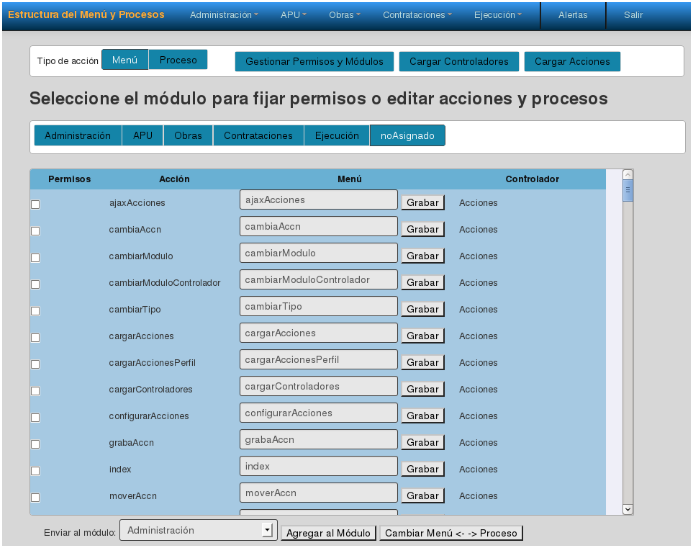 Estructura del Menú y Procesos Administración APU Obras Contrataciones Ejecución Alertas Salir
Tipo de acción Menú Proceso Gestionar Permisos y Módulos Cargar Controladores Cargar Acciones
Seleccione el módulo para fijar permisos o editar acciones y procesos
Administración APU Obras Contrataciones Ejecución noAsignado
Permisos Acción Menú Controlador
ajaxAcciones ajaxAcciones Grabar Acciones
cambiaAccn cambiaAccn Grabar Acciones
cambiarModulo cambiarModulo Grabar Acciones
cambiarModuloControlador cambiarModuloControlador Grabar Acciones
cambiarTipo cambiarTipo Grabar Acciones
cargarAcciones cargarAcciones Grabar Acciones
cargarAccionesPerfil cargarAccionesPerfil Grabar Acciones
cargarControladores cargarControladores Grabar Acciones
configurarAcciones configurarAcciones Grabar Acciones
grabaAccn grabaAccn Grabar Acciones
index index Grabar Acciones
moverAccn moverAccn Grabar Acciones
Enviar al módulo: Administración Agregar al Módulo Cambiar Menú <- -> Proceso